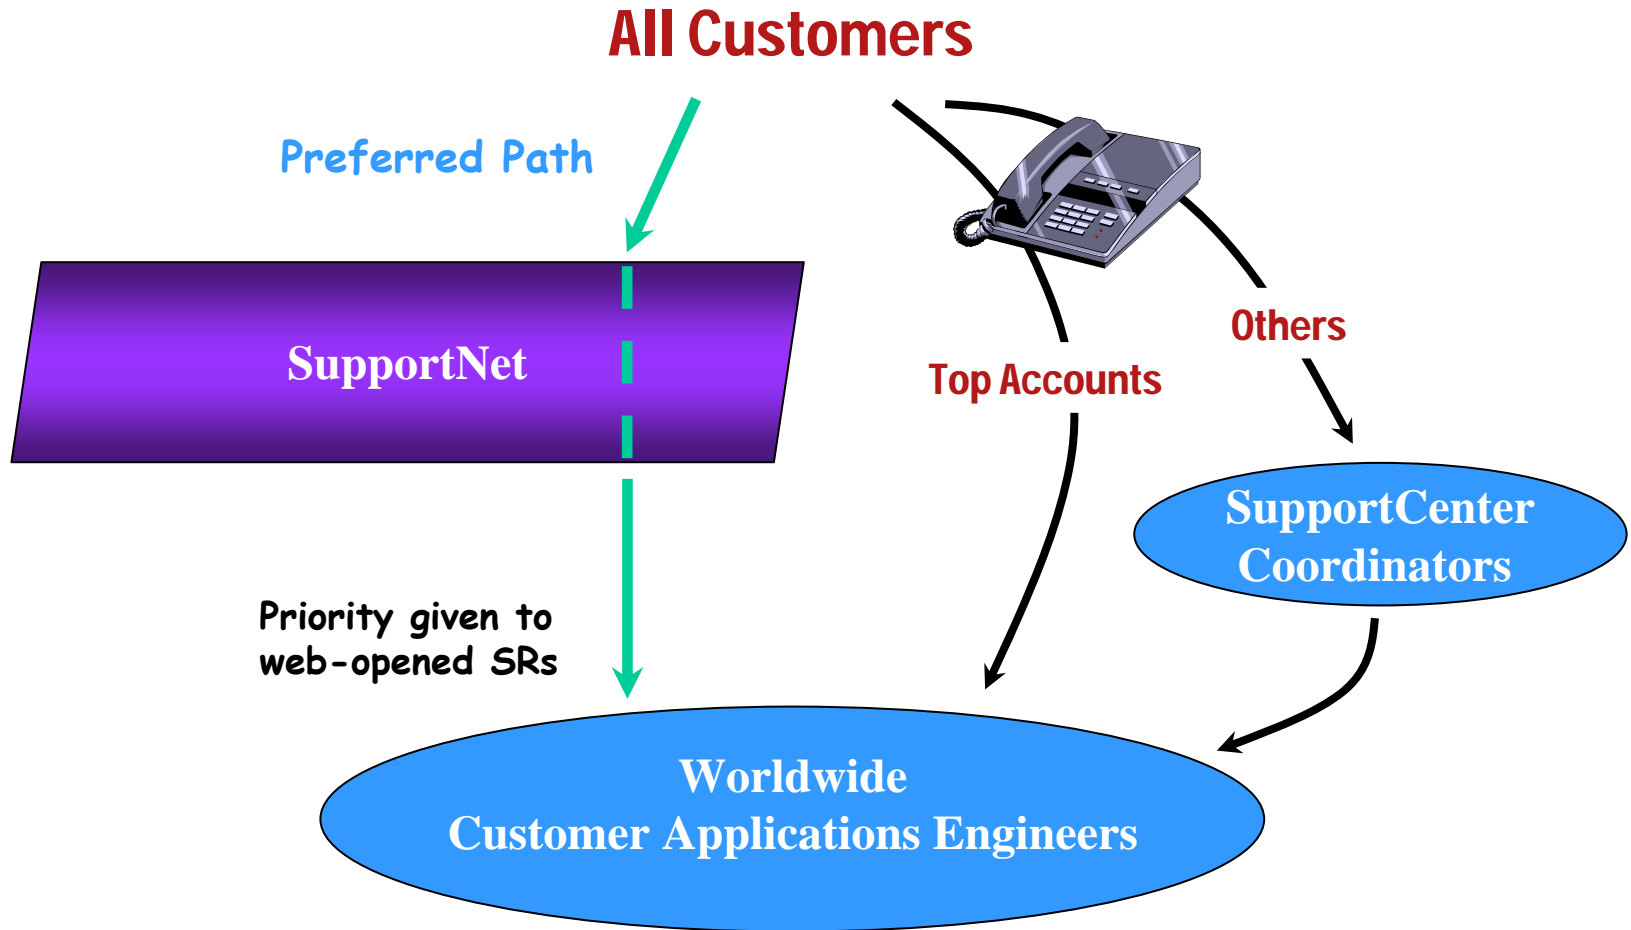 All Customers
Preferred Path
Others
SupportNet
Top Accounts
SupportCenter
Coordinators
Priority given to
web-opened SRs
Worldwide
Customer Applications Engineers